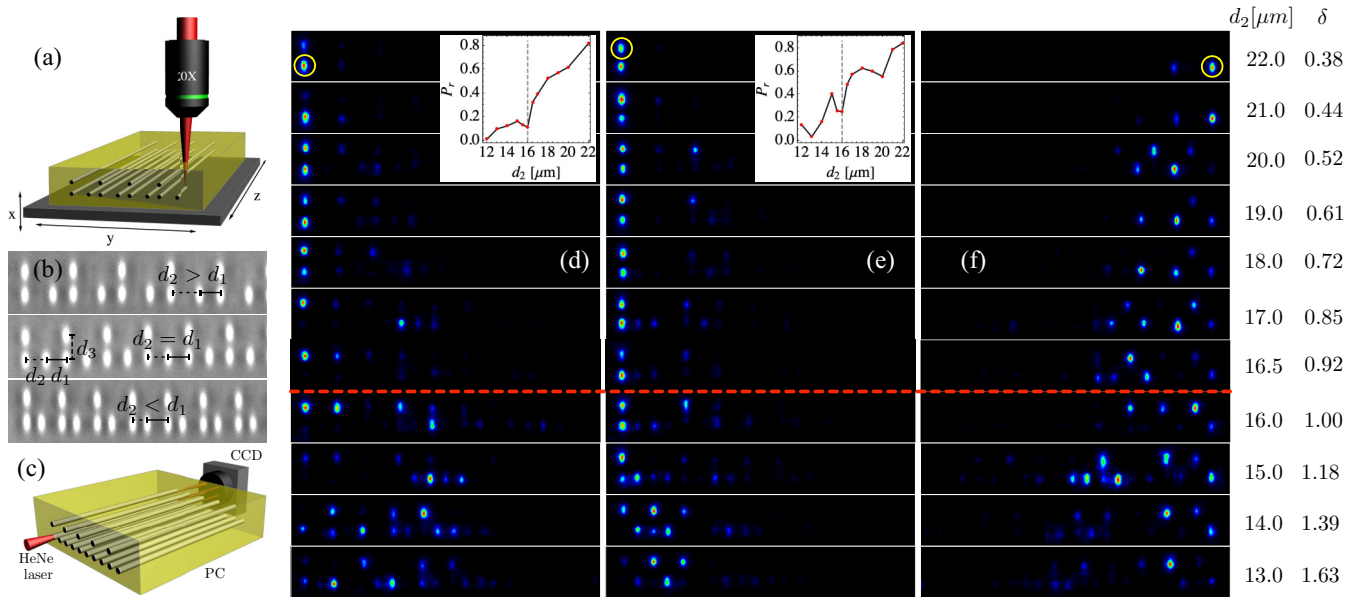 (a)
20X
x
y
z
(b)
d₂ > d₁
d₂ = d₁
d₃
d₂ d₁
d₂ < d₁
(c)
CCD
HeNe
laser
PC
P_r
0.8
0.6
0.4
0.2
0.0
12 14 16 18 20 22
d₂ [μm]
(d)
P_r
0.8
0.6
0.4
0.2
0.0
12 14 16 18 20 22
d₂ [μm]
(e)
(f)
d₂[μm] δ
22.0 0.38
21.0 0.44
20.0 0.52
19.0 0.61
18.0 0.72
17.0 0.85
16.5 0.92
16.0 1.00
15.0 1.18
14.0 1.39
13.0 1.63